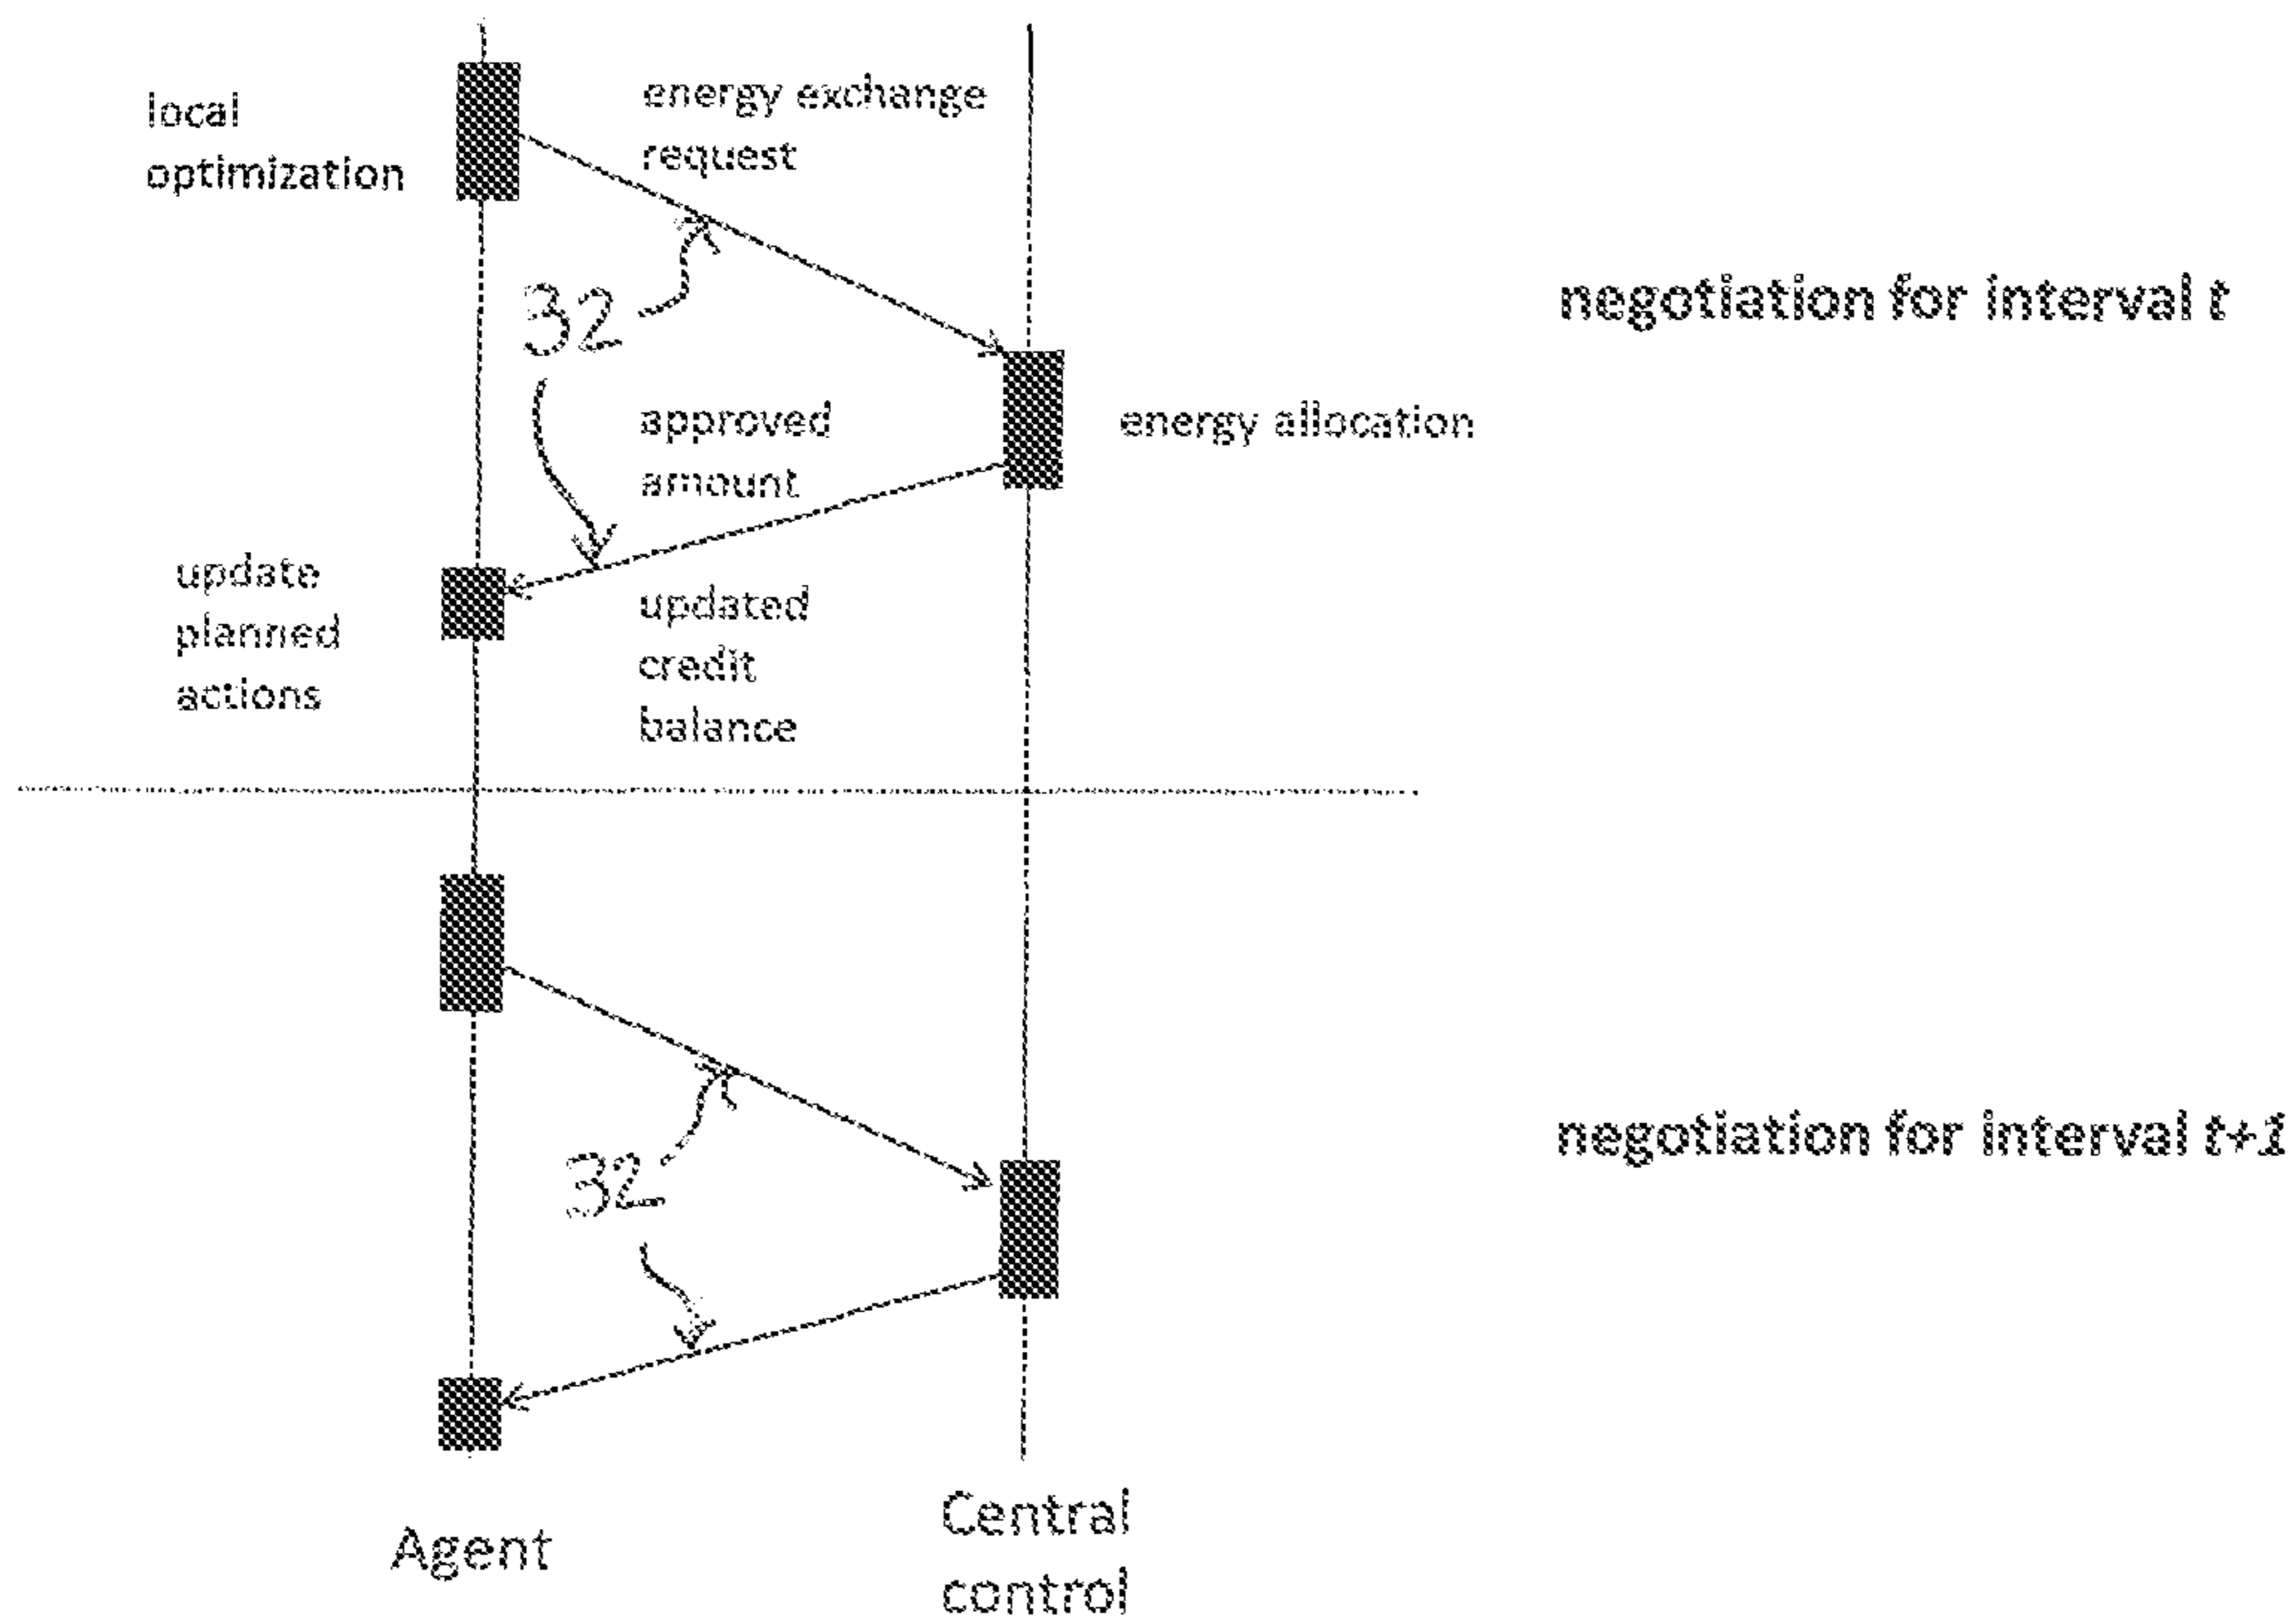 local
optimization
energy exchange
request
negotiation for interval t
32
approved
amount
energy allocation
update
planned
actions
updated
credit
balance
negotiation for interval t+1
32
Agent
Central
control